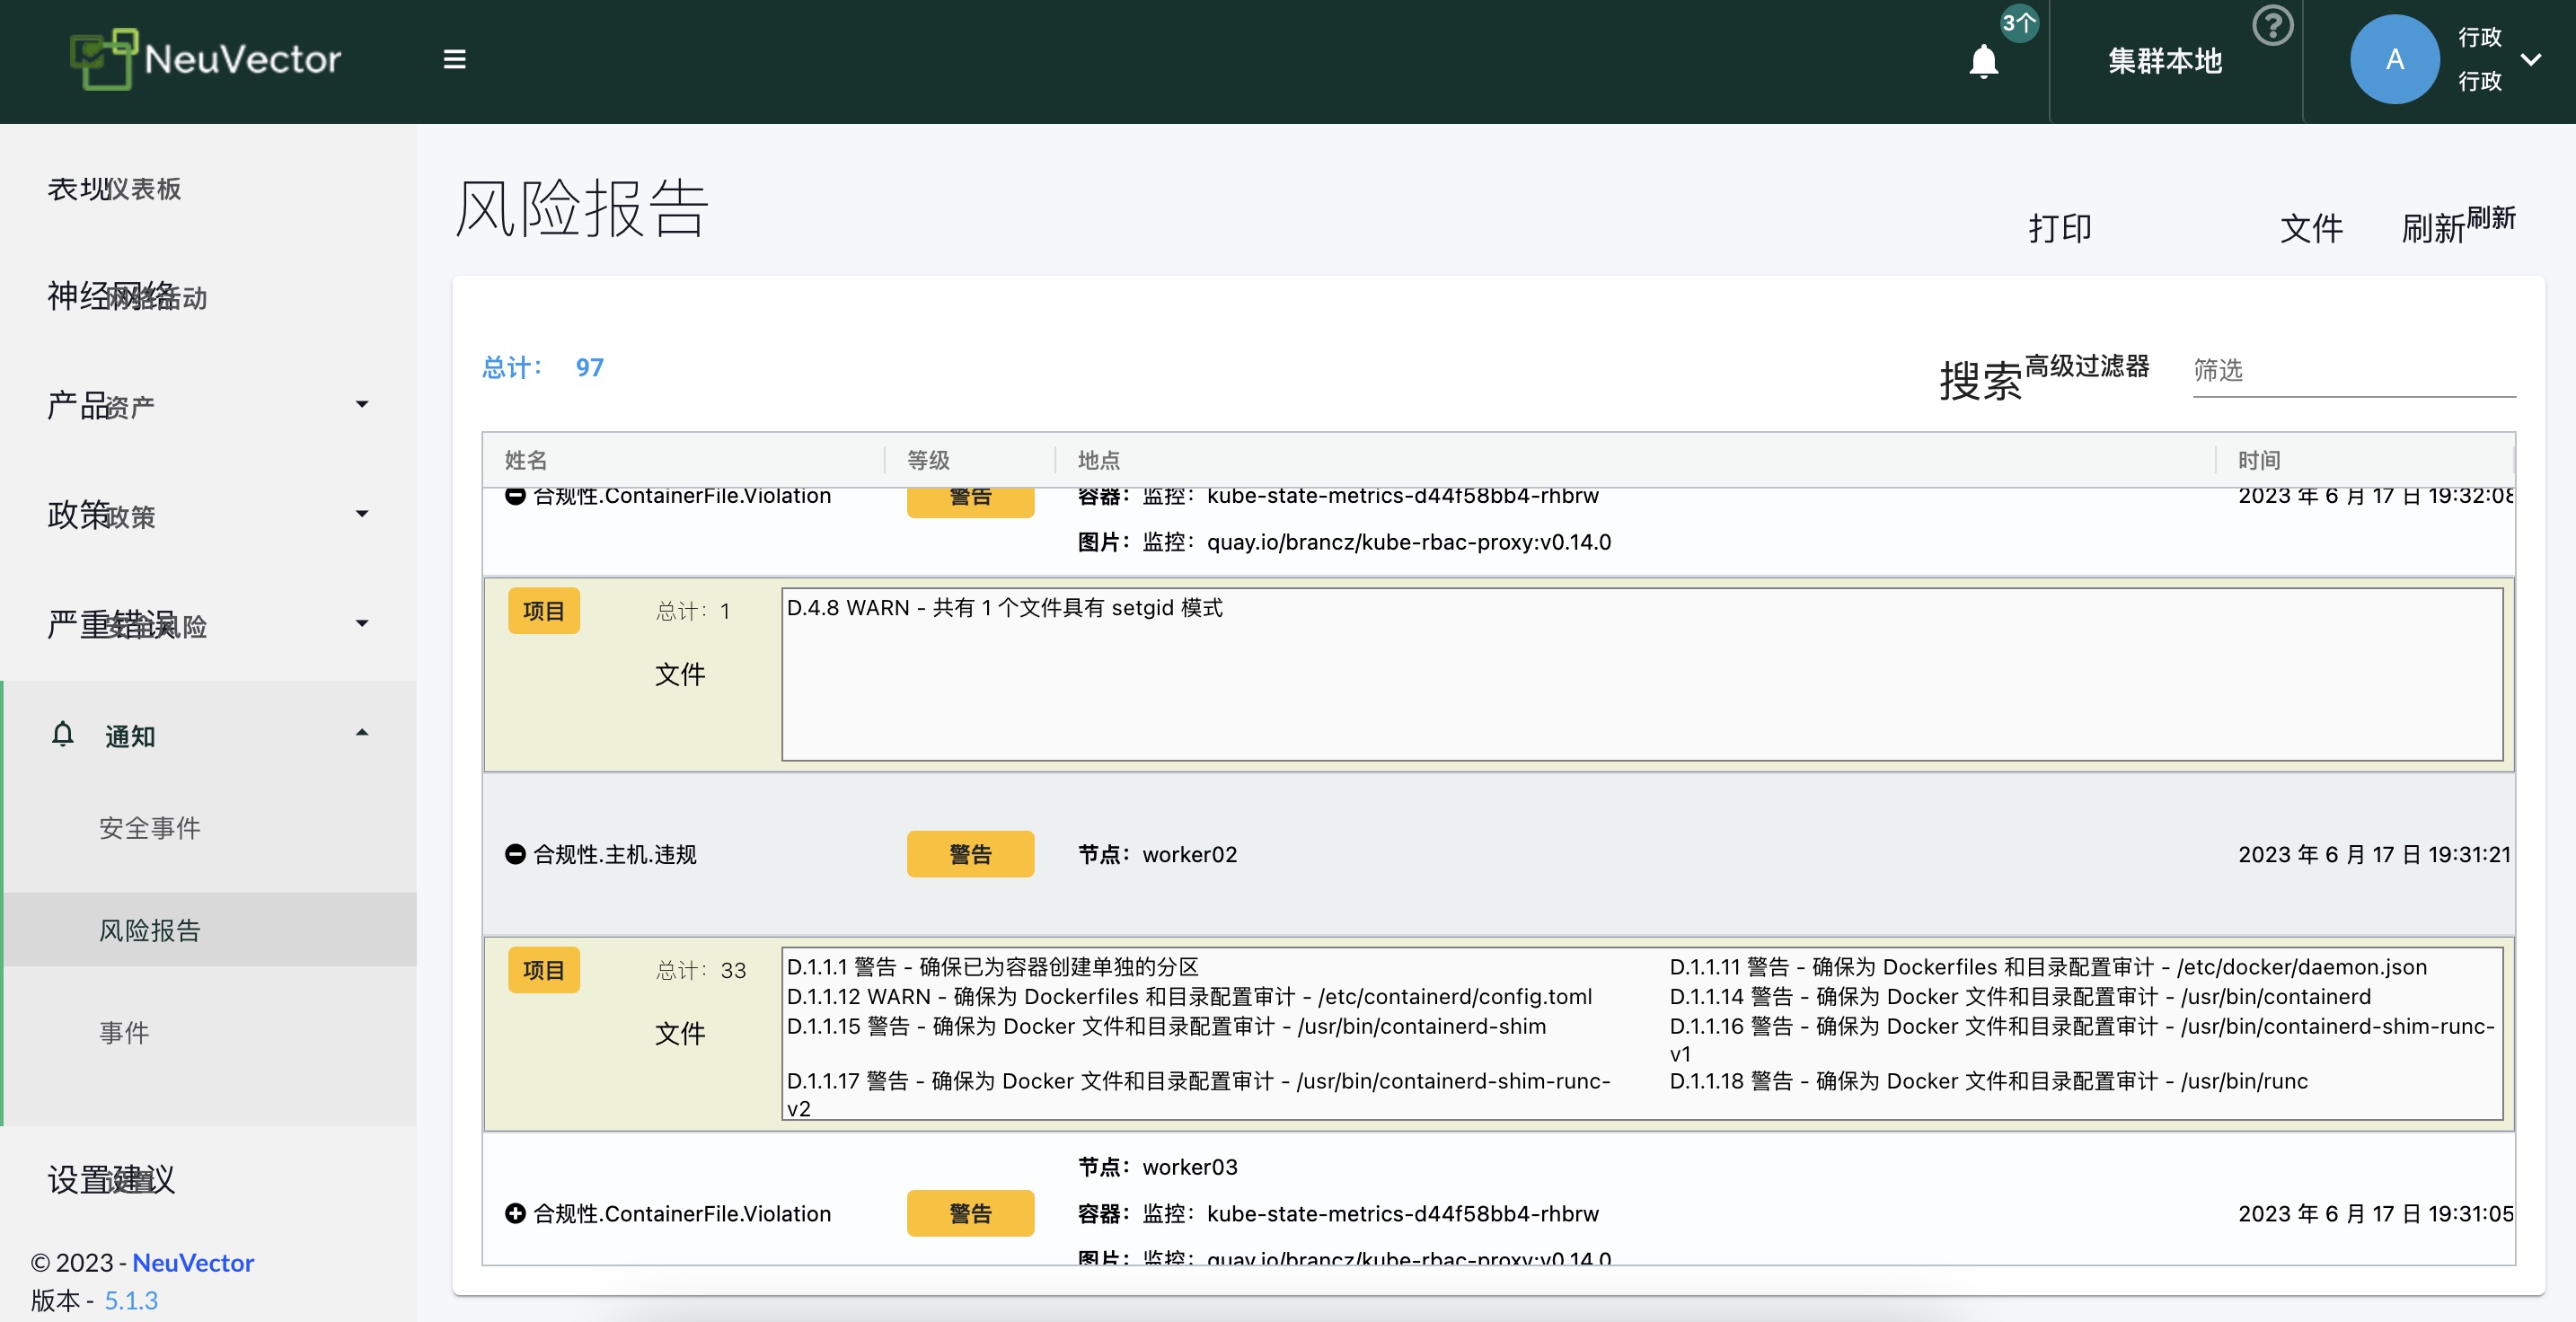 NeuVector
3个
集群本地
A
行政
行政
表现 仪表板
神经网络 网络活动
产品 资产
政策 政策
严重错误 安全风险
通知
安全事件
风险报告
事件
设置建议 设置
© 2023 - NeuVector
版本 - 5.1.3
风险报告
打印
文件
刷新 刷新
总计： 97
搜索 高级过滤器
筛选
姓名 等级 地点 时间
合规性.ContainerFile.Violation 警告 容器：监控：kube-state-metrics-d44f58bb4-rhbrw 2023 年 6 月 17 日 19:32:08
图片：监控：quay.io/brancz/kube-rbac-proxy:v0.14.0
项目 总计：1
文件
D.4.8 WARN - 共有 1 个文件具有 setgid 模式
合规性.主机.违规 警告 节点：worker02 2023 年 6 月 17 日 19:31:21
项目 总计：33
文件
D.1.1.1 警告 - 确保已为容器创建单独的分区
D.1.1.11 警告 - 确保为 Dockerfiles 和目录配置审计 - /etc/docker/daemon.json
D.1.1.12 WARN - 确保为 Dockerfiles 和目录配置审计 - /etc/containerd/config.toml
D.1.1.14 警告 - 确保为 Docker 文件和目录配置审计 - /usr/bin/containerd
D.1.1.15 警告 - 确保为 Docker 文件和目录配置审计 - /usr/bin/containerd-shim
D.1.1.16 警告 - 确保为 Docker 文件和目录配置审计 - /usr/bin/containerd-shim-runc-
v1
D.1.1.17 警告 - 确保为 Docker 文件和目录配置审计 - /usr/bin/containerd-shim-runc-
v2
D.1.1.18 警告 - 确保为 Docker 文件和目录配置审计 - /usr/bin/runc
节点：worker03
合规性.ContainerFile.Violation 警告 容器：监控：kube-state-metrics-d44f58bb4-rhbrw 2023 年 6 月 17 日 19:31:05
图片：监控：quay.io/brancz/kube-rbac-proxy:v0.14.0